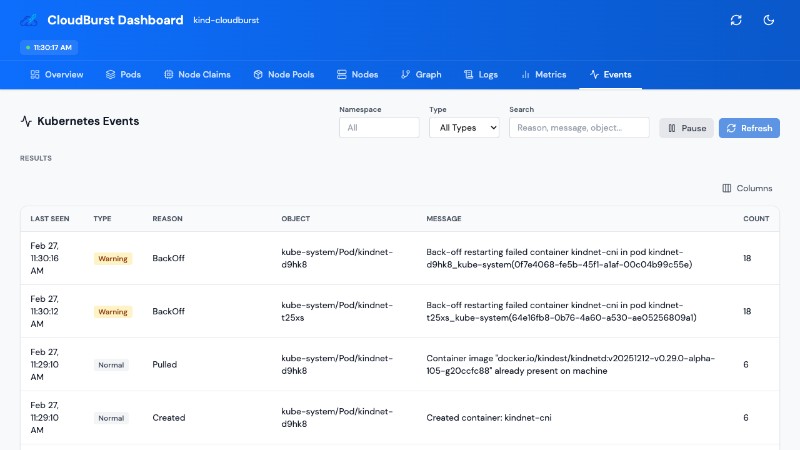 CloudBurst Dashboard kind-cloudburst
11:30:17 AM
Overview Pods Node Claims Node Pools Nodes Graph Logs Metrics Events
Kubernetes Events
Namespace Type Search
All All Types Reason, message, object... Pause Refresh
RESULTS
Columns
LAST SEEN TYPE REASON OBJECT MESSAGE COUNT
Feb 27,
11:30:16
AM
Warning
BackOff
kube-system/Pod/kindnet-
d9hk8
Back-off restarting failed container kindnet-cni in pod kindnet-
d9hk8_kube-system(0f7e4068-fe5b-45f1-a1af-00c04b99c55e)
18
Feb 27,
11:30:12
AM
Warning
BackOff
kube-system/Pod/kindnet-
t25xs
Back-off restarting failed container kindnet-cni in pod kindnet-
t25xs_kube-system(64e16fb8-0b76-4a60-a530-ae05256809a1)
18
Feb 27,
11:29:10
AM
Normal
Pulled
kube-system/Pod/kindnet-
d9hk8
Container image "docker.io/kindest/kindnetd:v20251212-v0.29.0-alpha-
105-g20ccfc88" already present on machine
6
Feb 27,
11:29:10
AM
Normal
Created
kube-system/Pod/kindnet-
d9hk8
Created container: kindnet-cni
6